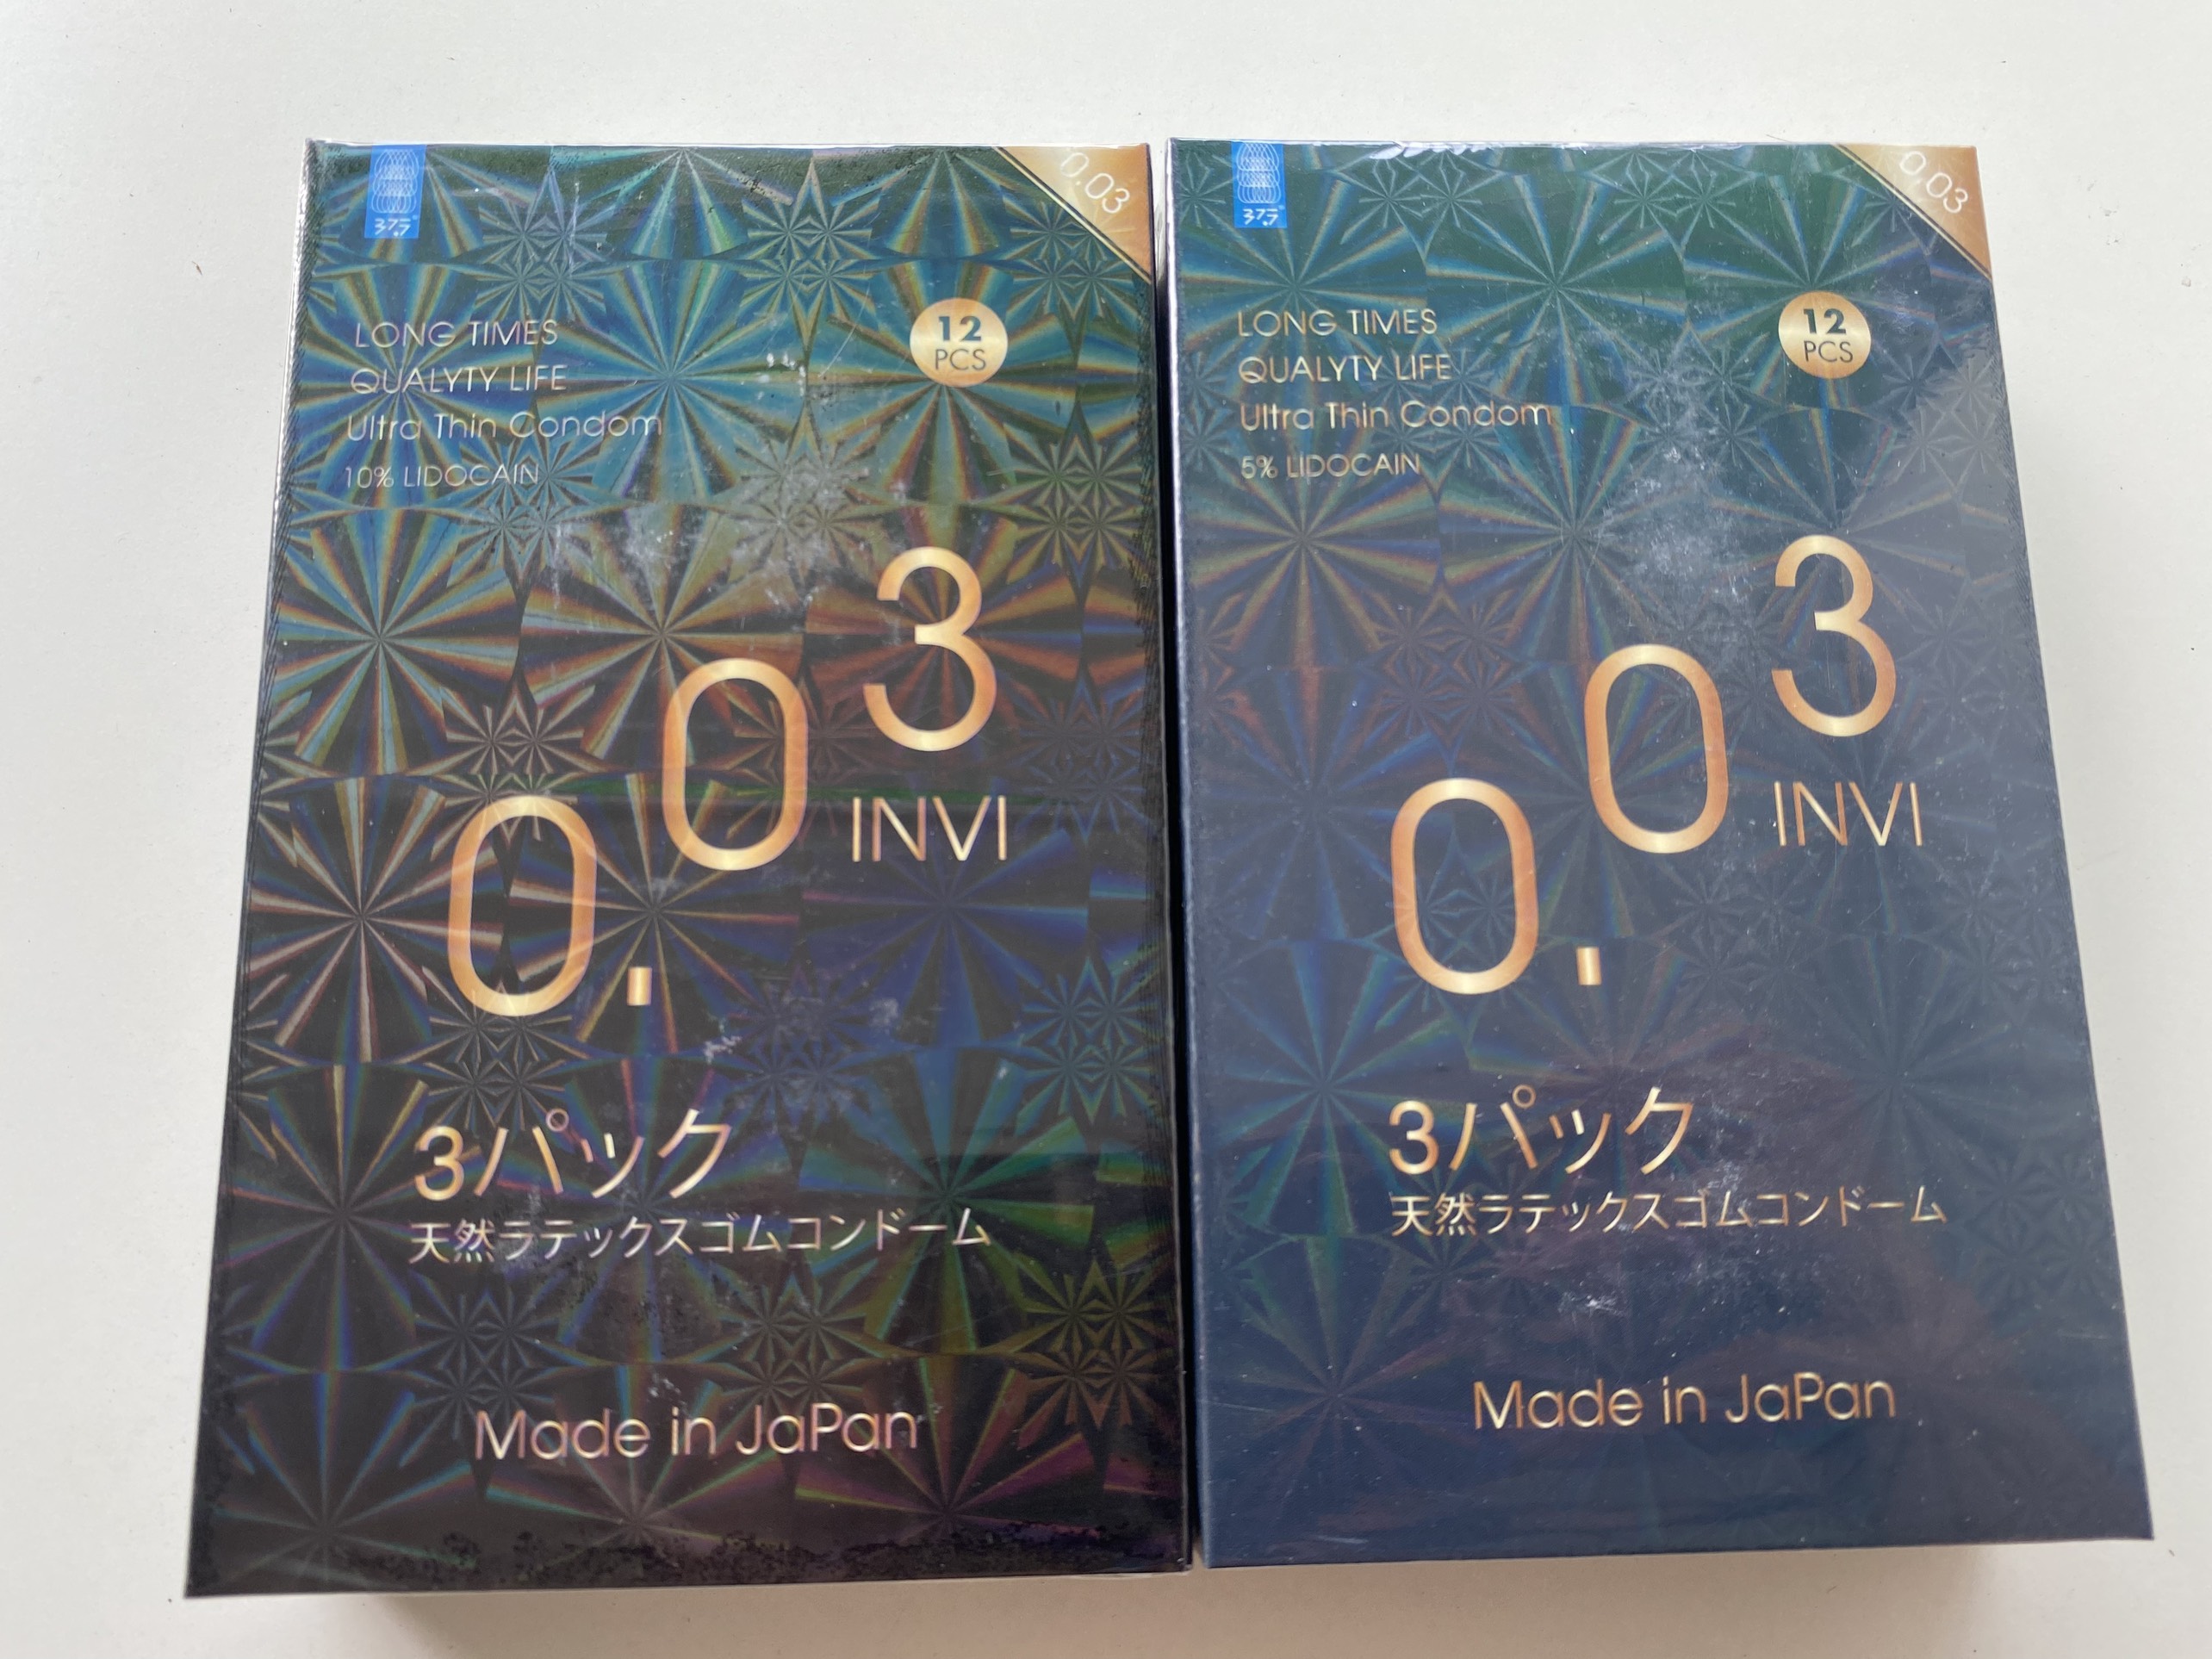 0.03
LONG TIMES
QUALYTY LIFE
Ultra Thin Condom
10% LIDOCAIN
12
PCS
0.03
INVI
3パック
天然ラテックスゴムコンドーム
Made in JaPan
0.03
LONG TIMES
QUALYTY LIFE
Ultra Thin Condom
5% LIDOCAIN
12
PCS
0.03
INVI
3パック
天然ラテックスゴムコンドーム
Made in JaPan